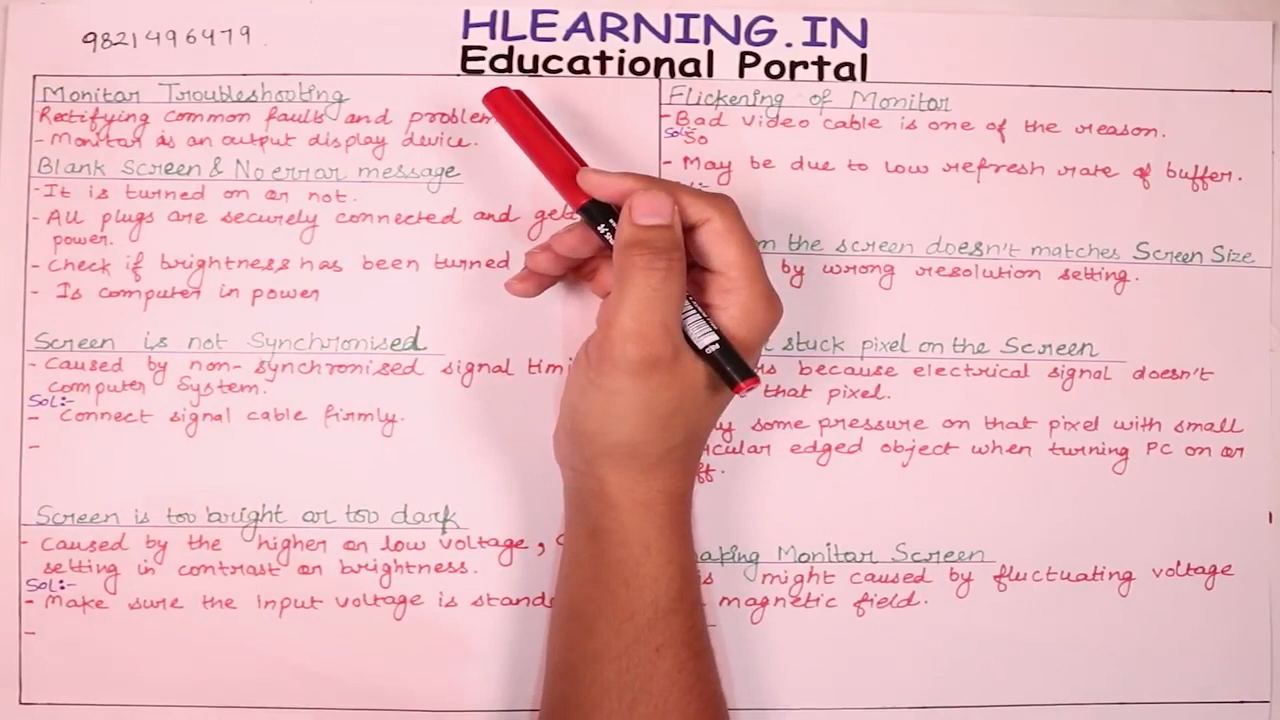 9821496479
HLEARNING.IN
Educational Portal
Monitor Troubleshooting
Rectifying common faults and problem
- Monitor is an output display device.
Blank Screen & No error message
- It is turned on or not.
- All plugs are securely connected and
power.
- Check if brightness has been turned
- Is computer in power
Screen is not Synchronised
- Caused by non-synchronised signal
computer System.
Sol:-
- Connect signal cable firmly.
-
Screen is too bright or too dark
- Caused by the higher or low voltage,
setting in contrast or brightness.
Sol:-
- Make sure the input voltage is
-
Flickening of Monitor
- Bad video cable is one of the reason.
Sol:- So
- May be due to low refresh rate of buffer.
the screen doesn't matches Screen Size
by wrong resolution setting.
stuck pixel on the Screen
because electrical signal doesn't
that pixel.
some pressure on that pixel with small
edged object when turning PC on or
Monitor Screen
might caused by fluctuating voltage
magnetic field.